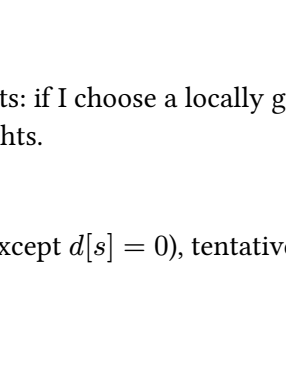 ts: if I choose a locally g
hts.
xcept d[s] = 0), tentative